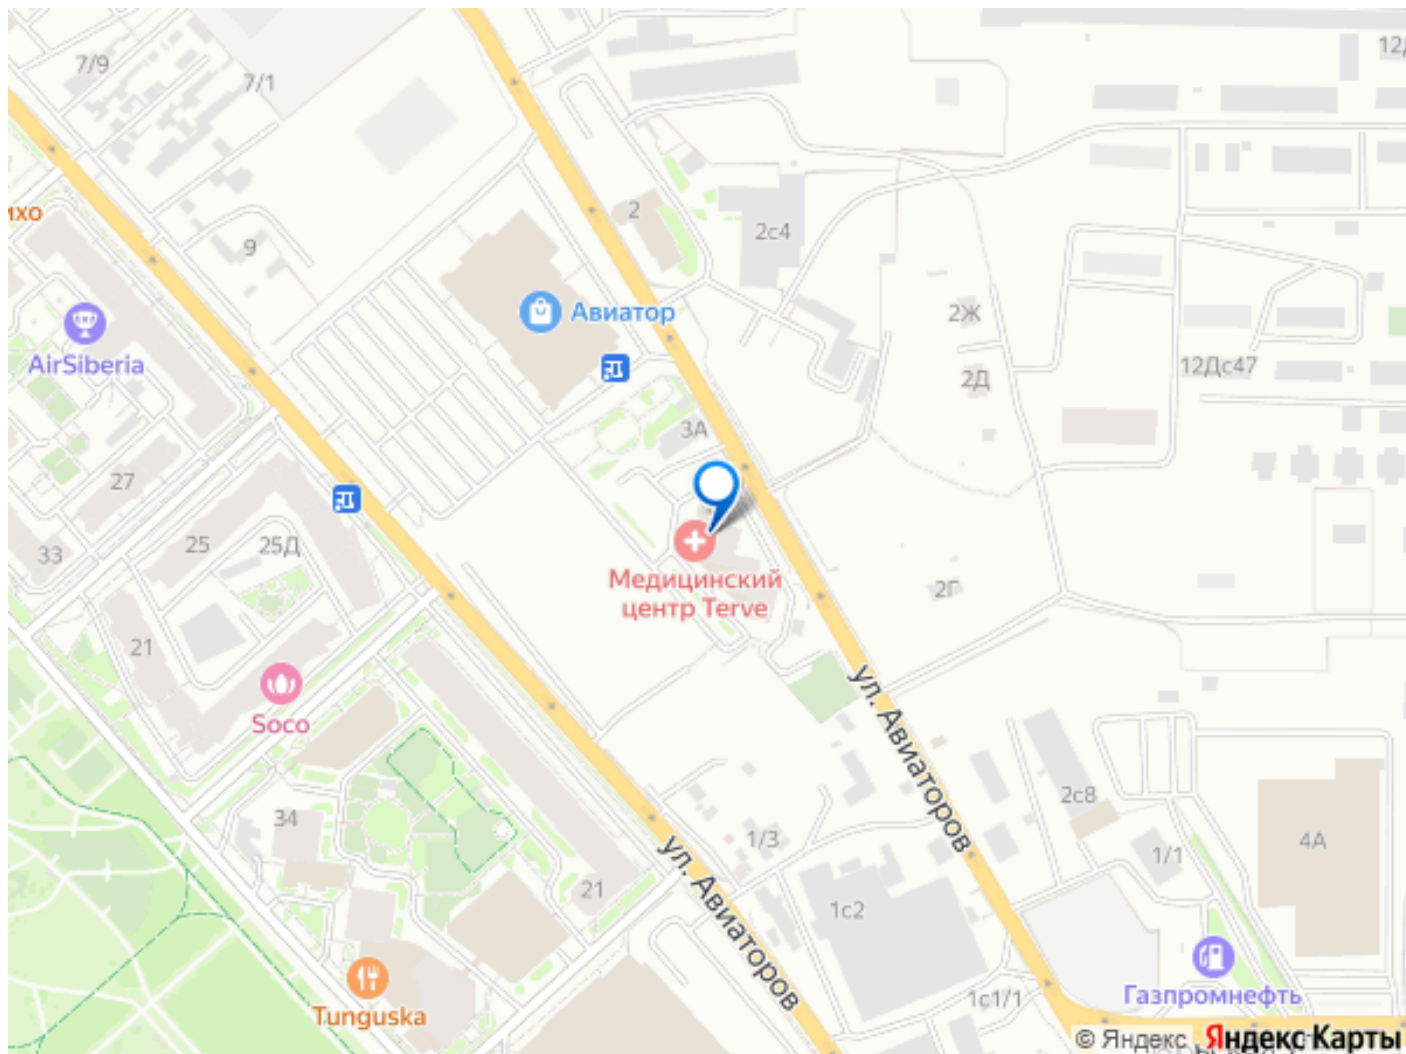 12Д
7/9
7/1
2
ихо
2с4
9
Авиатор
2Ж
AirSiberia
2Д
12Дс47
3А
27
25
25Д
33
Медицинский
центр Terve
2Г
21
Soco
ул. Авиаторов
2с8
34
1/3
4А
1/1
ул. Авиаторов
21
1с2
Газпромнефть
1с1/1
Tunguska
© Яндекс Яндекс Карты